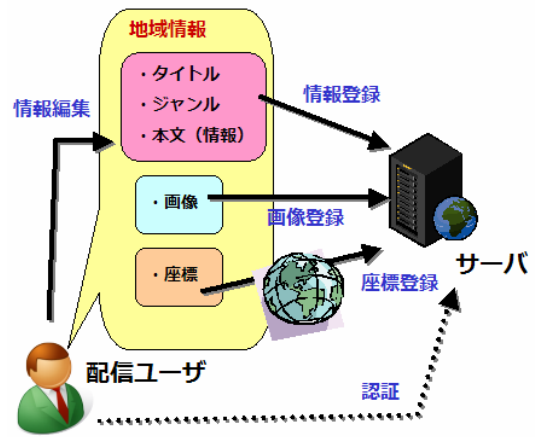 地域情報
・タイトル
・ジャンル
・本文（情報）
情報編集
情報登録
・画像
画像登録
・座標
座標登録
サーバ
配信ユーザ
認証